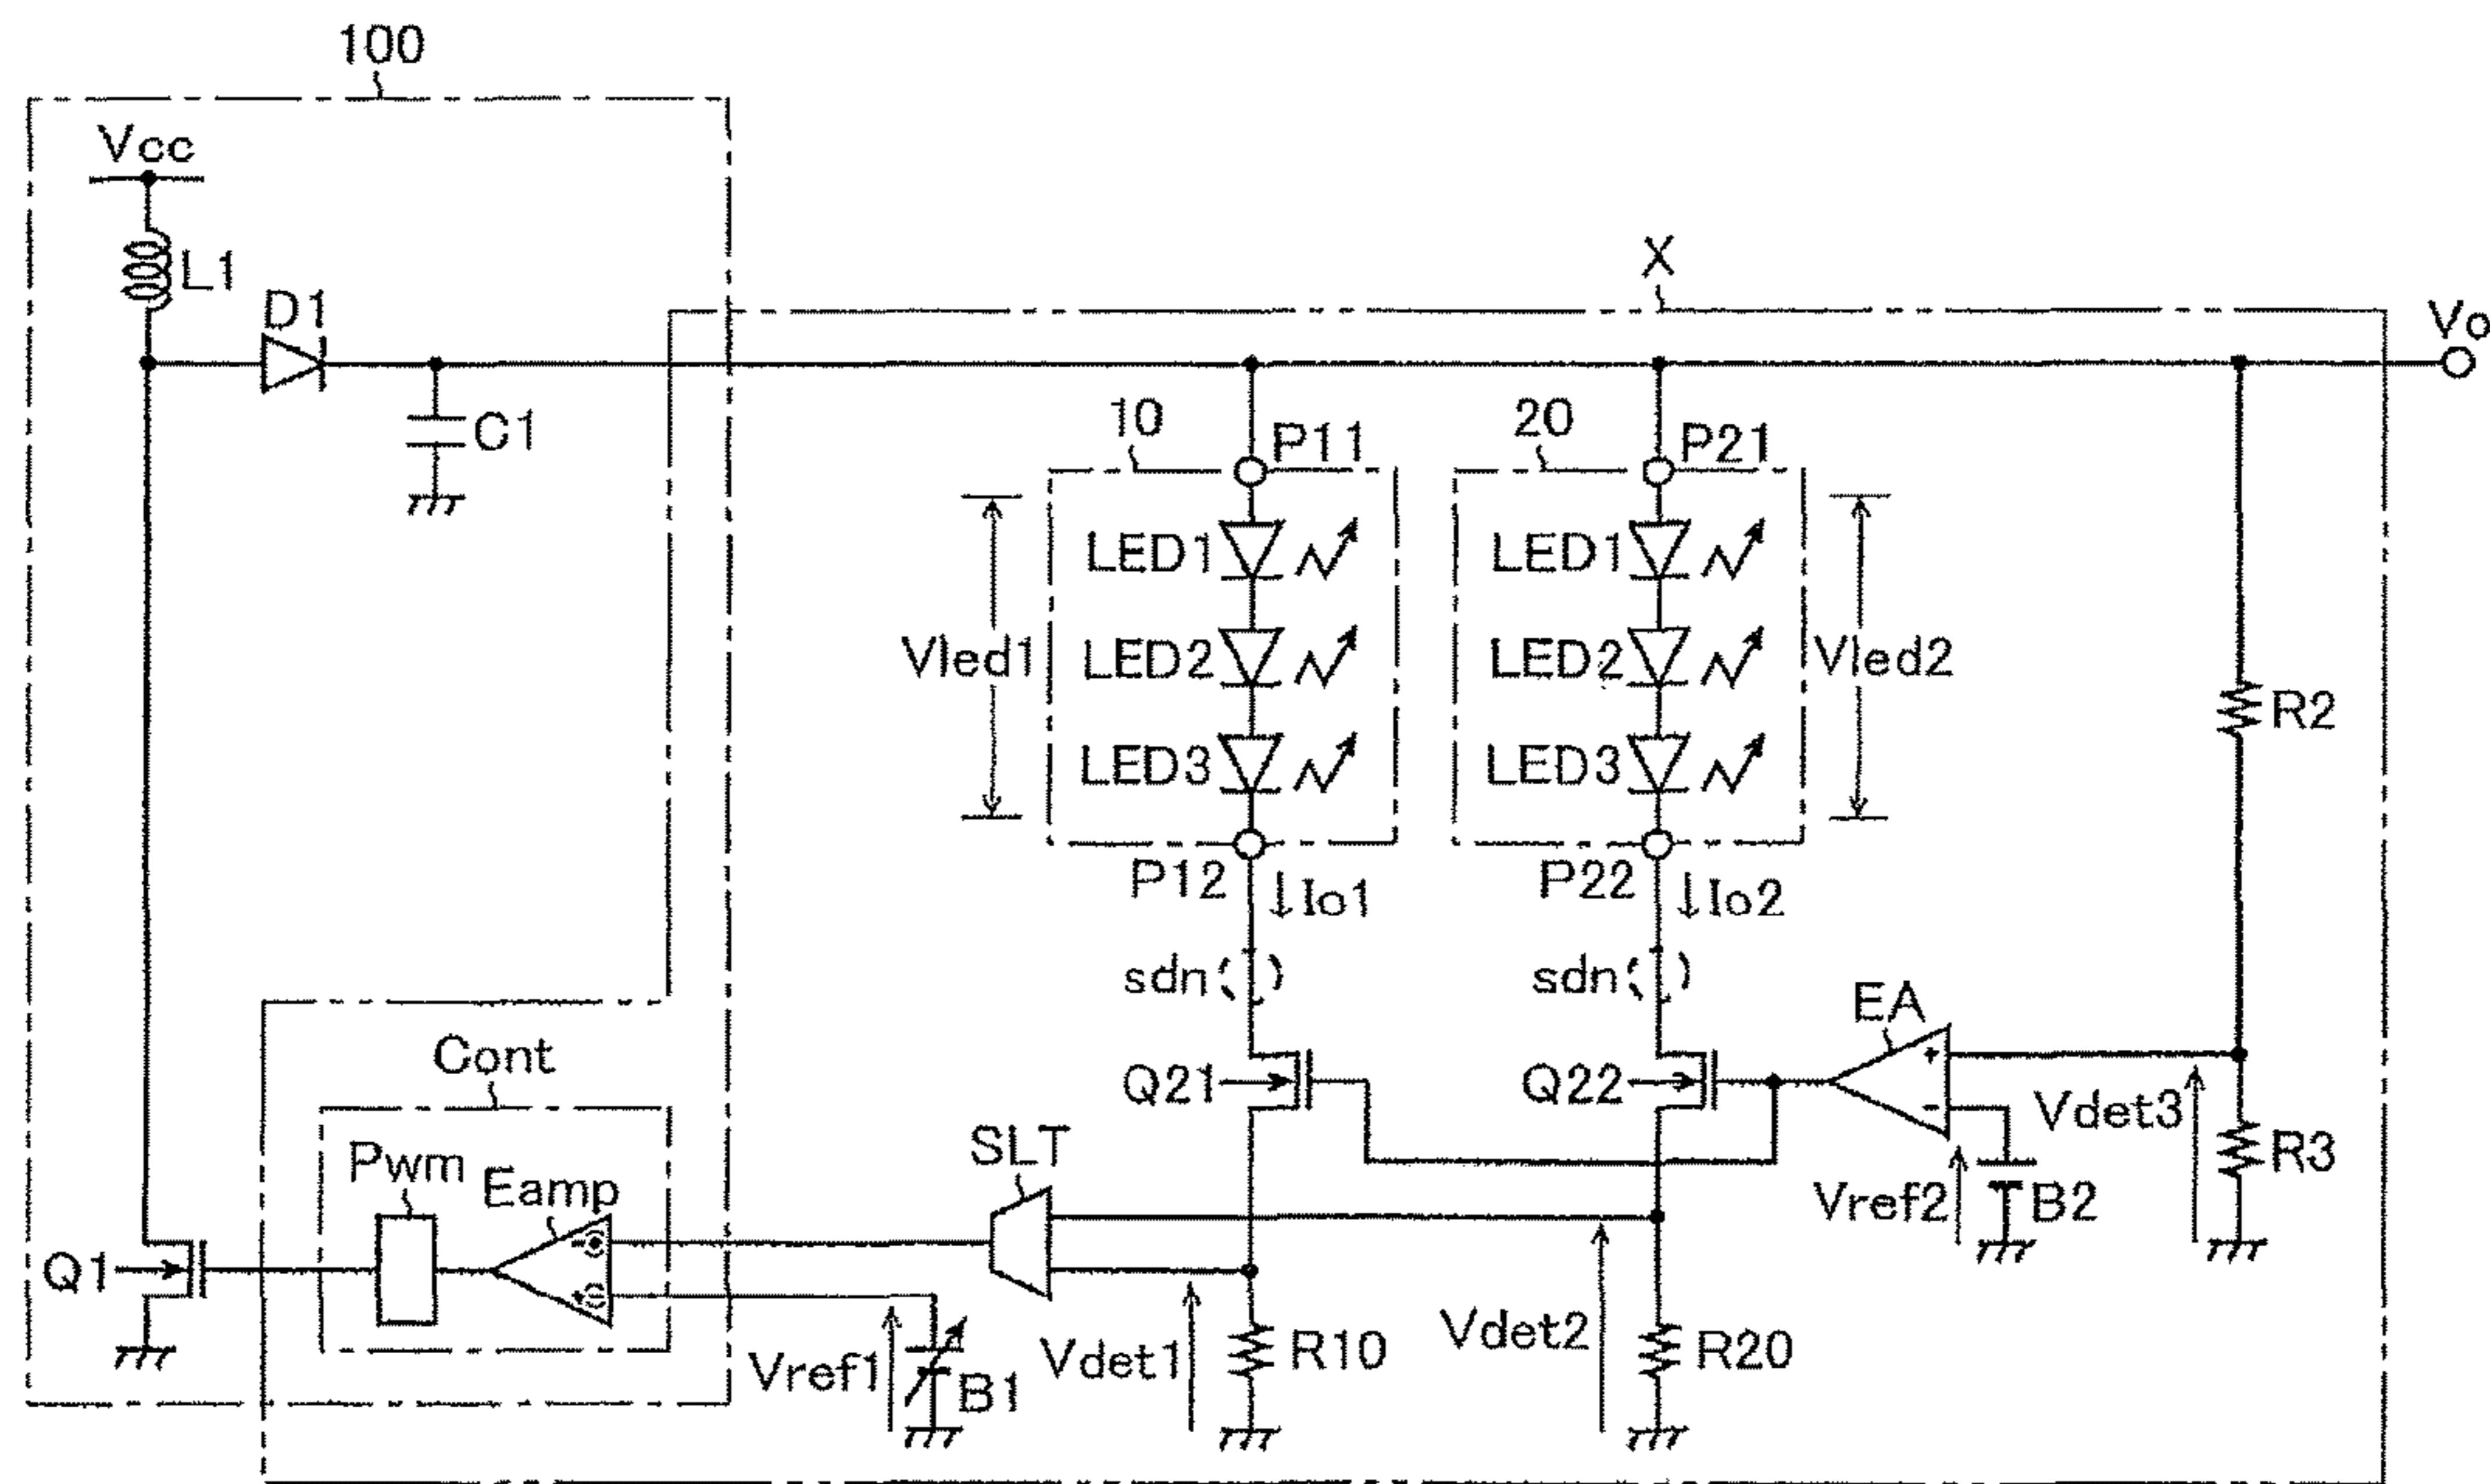 100
Vcc
L1
D1
C1
X
Vo
10
P11
20
P21
LED1
LED1
Vled1
LED2
LED2
Vled2
R2
LED3
LED3
P12
Io1
P22
Io2
sdn
sdn
EA
+
-
Cont
Q21
Q22
Vdet3
R3
Pwm
Eamp
SLT
Vref2
B2
Q1
-
+
Vref1
B1
Vdet1
R10
Vdet2
R20